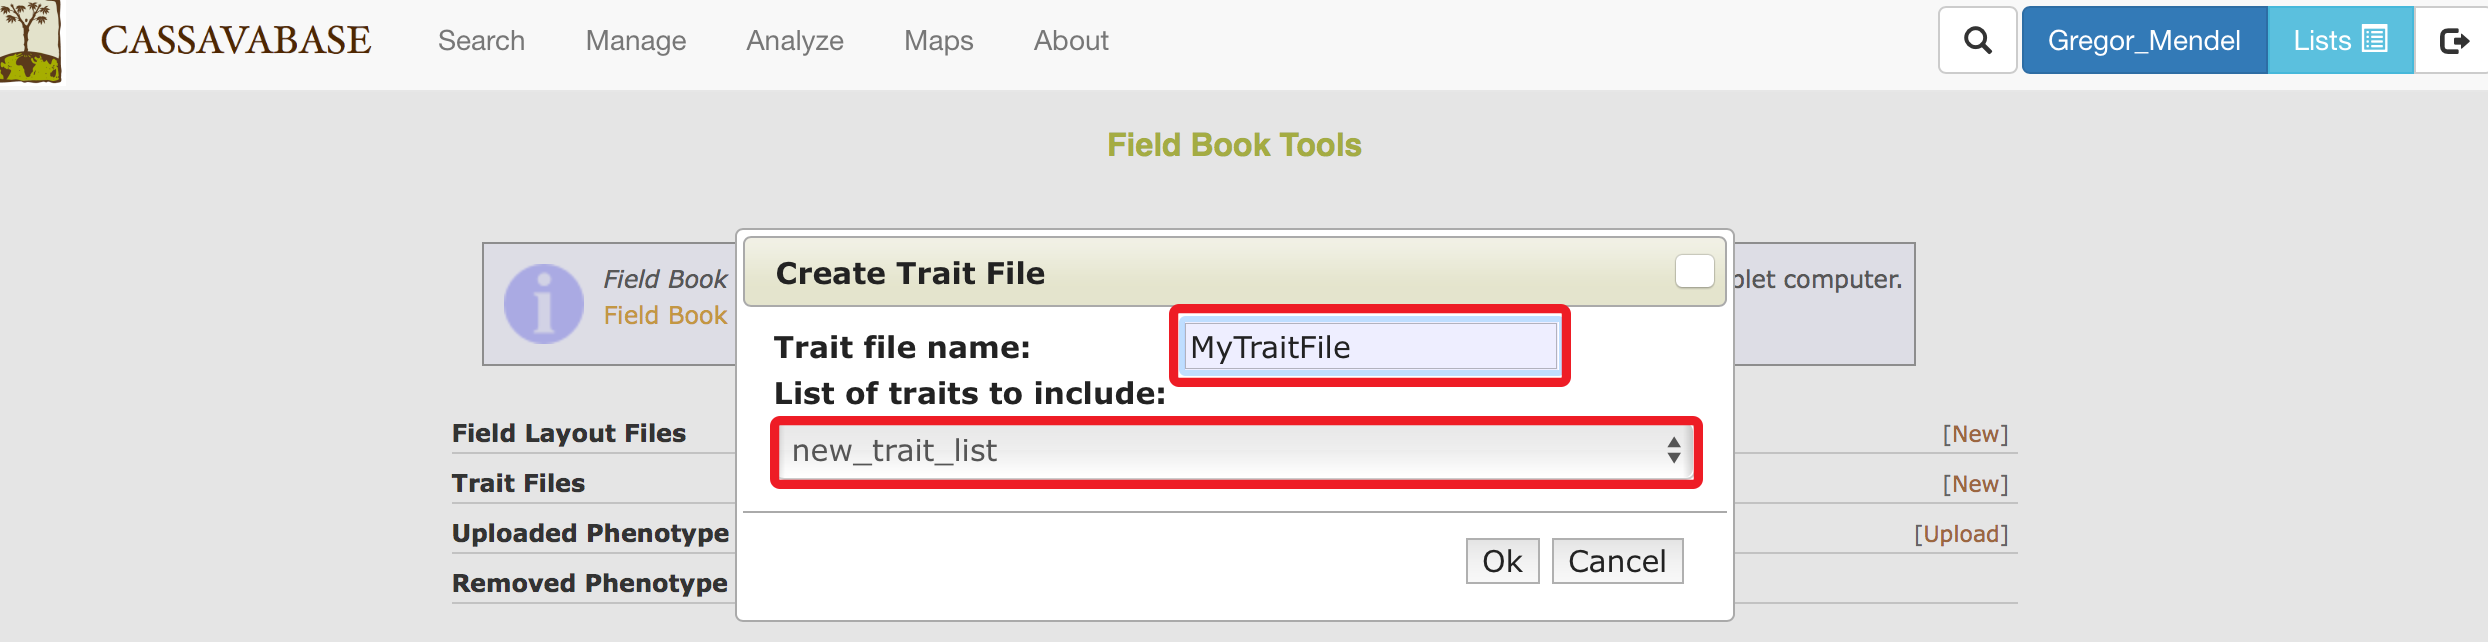 CASSAVABASE Search Manage Analyze Maps About Gregor_Mendel Lists
Field Book Tools
Create Trait File
Field Book
computer.
Field Book
Trait file name: MyTraitFile
List of traits to include:
new_trait_list
Field Layout Files [New]
Trait Files [New]
Uploaded Phenotype [Upload]
Removed Phenotype
Ok Cancel